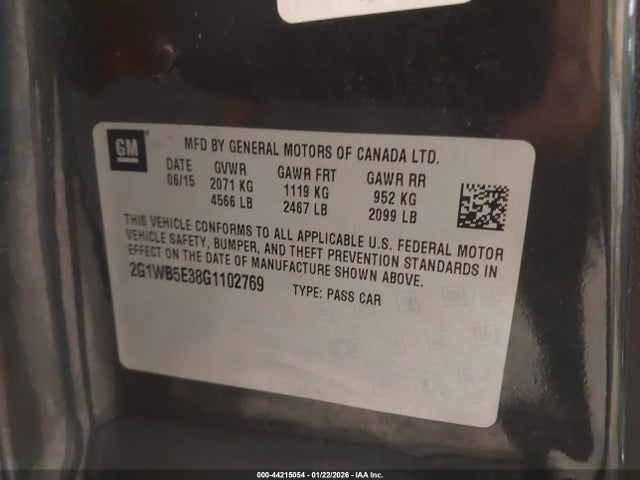 GM
MFD BY GENERAL MOTORS OF CANADA LTD.
DATE GVWR GAWR FRT GAWR RR
06/15 2071 KG 1119 KG 952 KG
4566 LB 2467 LB 2099 LB
THIS VEHICLE CONFORMS TO ALL APPLICABLE U.S. FEDERAL MOTOR
VEHICLE SAFETY, BUMPER, AND THEFT PREVENTION STANDARDS IN
EFFECT ON THE DATE OF MANUFACTURE SHOWN ABOVE.
2G1WB5E38G1102769 TYPE: PASS CAR
000-44215054 - 01/22/2026 - IAA Inc.